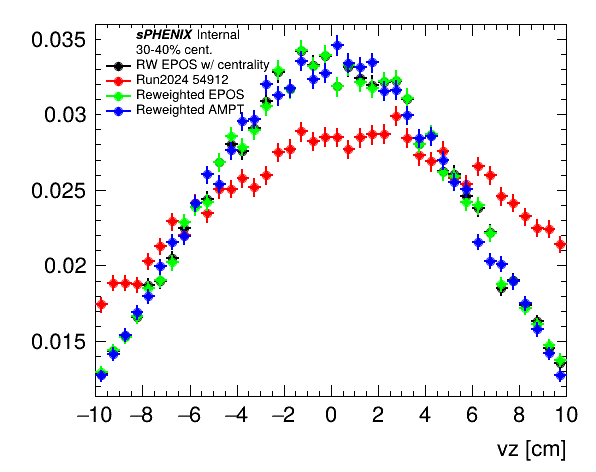 sPHENIX Internal
30-40% cent.
RW EPOS w/ centrality
Run2024 54912
Reweighted EPOS
Reweighted AMPT
0.035
0.03
0.025
0.02
0.015
−10 −8 −6 −4 −2 0 2 4 6 8 10
vz [cm]